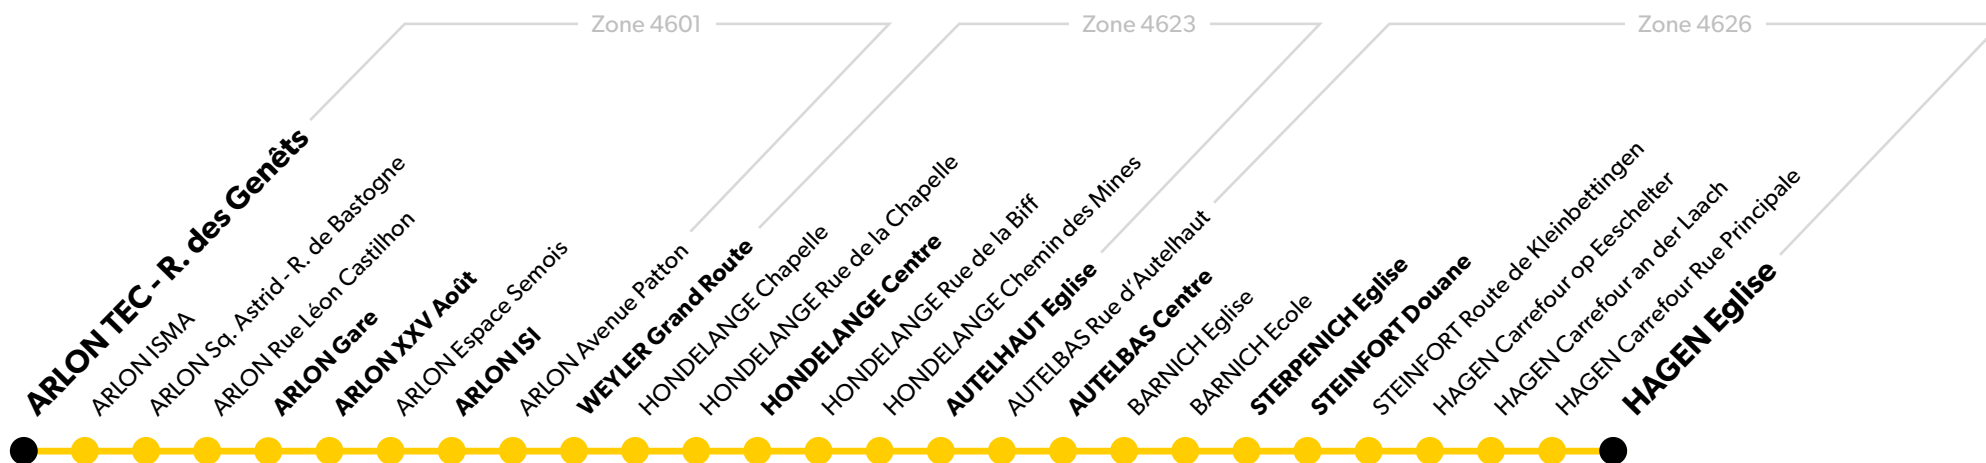 Zone 4601
Zone 4623
Zone 4626
ARLON TEC - R. des Genêts
ARLON ISMA
ARLON Sq. Astrid - R. de Bastogne
ARLON Rue Léon Castilhon
ARLON Gare
ARLON XXV Août
ARLON Espace Semois
ARLON ISI
ARLON Avenue Patton
WEYLER Grand Route
HONDELANGE Chapelle
HONDELANGE Rue de la Chapelle
HONDELANGE Centre
HONDELANGE Rue de la Biff
HONDELANGE Chemin des Mines
AUTELHAUT Eglise
AUTELBAS Rue d'Autelhaut
AUTELBAS Centre
BARNICH Eglise
BARNICH Ecole
STERPENICH Eglise
STEINFORT Douane
STEINFORT Route de Kleinbettingen
HAGEN Carrefour op Eeschelter
HAGEN Carrefour an der Laach
HAGEN Carrefour Rue Principale
HAGEN Eglise